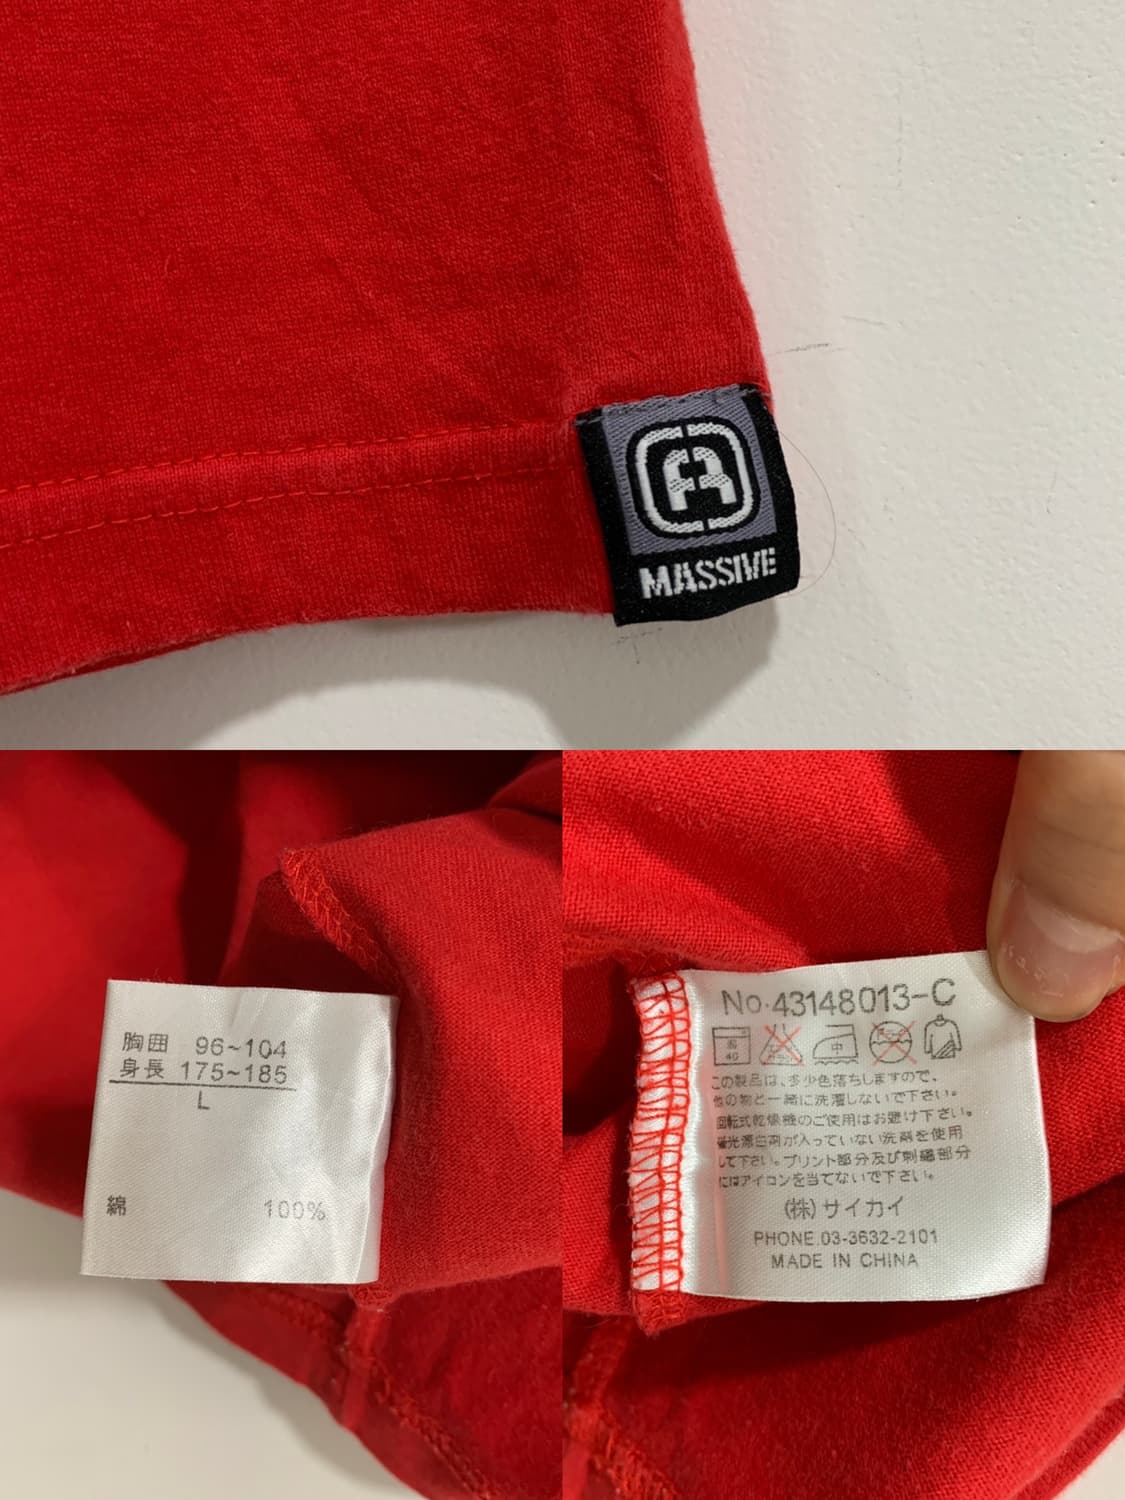 MASSIVE
胸囲 96~104
身長 175~185
L
綿 100%
No.43148013-C
40
中
この製品は、多少色落ちしますので、
他の物と一緒に洗濯しないで下さい。
回転式乾燥機のご使用はお避け下さい。
蛍光漂白剤が入っていない洗剤を使用
して下さい。プリント部分及び刺繍部分
にはアイロンを当てないで下さい。
(株)サイカイ
PHONE.03-3632-2101
MADE IN CHINA